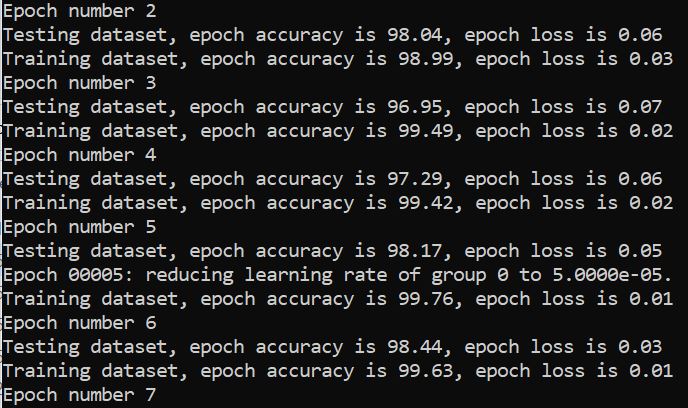 Epoch number 2
Testing dataset, epoch accuracy is 98.04, epoch loss is 0.06
Training dataset, epoch accuracy is 98.99, epoch loss is 0.03
Epoch number 3
Testing dataset, epoch accuracy is 96.95, epoch loss is 0.07
Training dataset, epoch accuracy is 99.49, epoch loss is 0.02
Epoch number 4
Testing dataset, epoch accuracy is 97.29, epoch loss is 0.06
Training dataset, epoch accuracy is 99.42, epoch loss is 0.02
Epoch number 5
Testing dataset, epoch accuracy is 98.17, epoch loss is 0.05
Epoch 00005: reducing learning rate of group 0 to 5.0000e-05.
Training dataset, epoch accuracy is 99.76, epoch loss is 0.01
Epoch number 6
Testing dataset, epoch accuracy is 98.44, epoch loss is 0.03
Training dataset, epoch accuracy is 99.63, epoch loss is 0.01
Epoch number 7